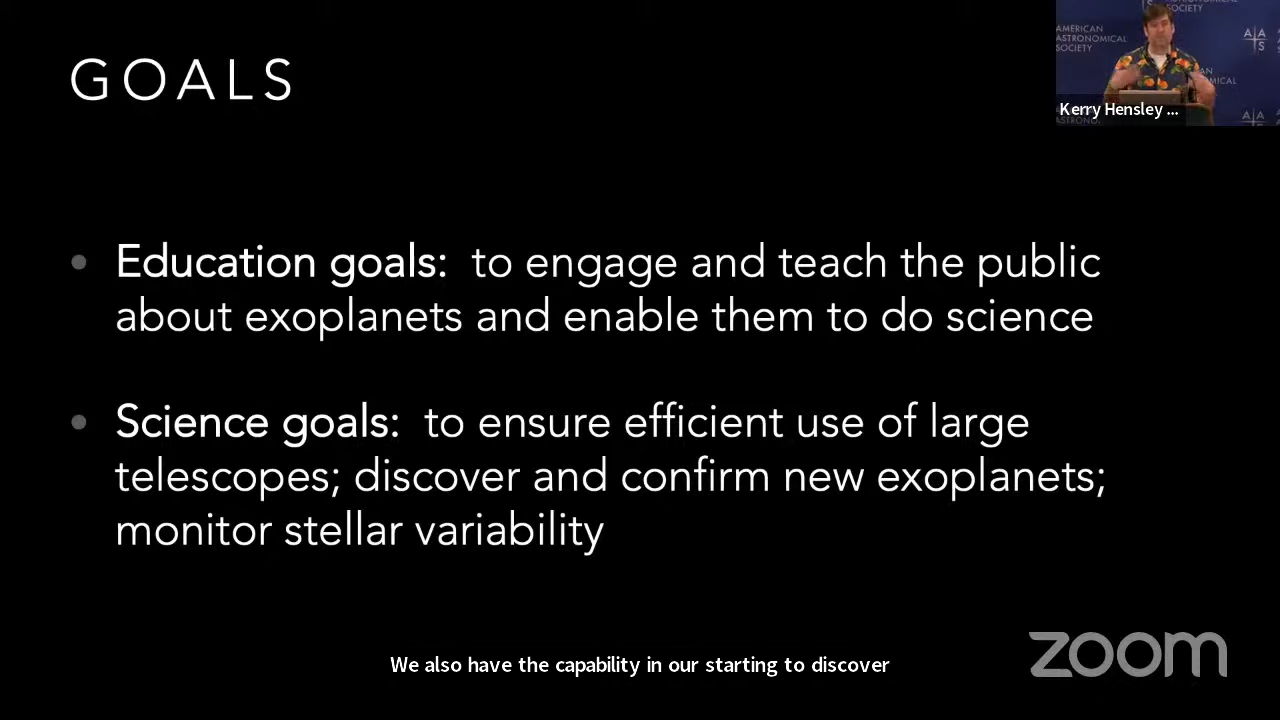 GOALS
AMERICAN
ASTRONOMICAL
SOCIETY
SOCIETY
A A
S
Kerry Hensley ...
A A
• Education goals: to engage and teach the public
about exoplanets and enable them to do science
• Science goals: to ensure efficient use of large
telescopes; discover and confirm new exoplanets;
monitor stellar variability
We also have the capability in our starting to discover
zoom